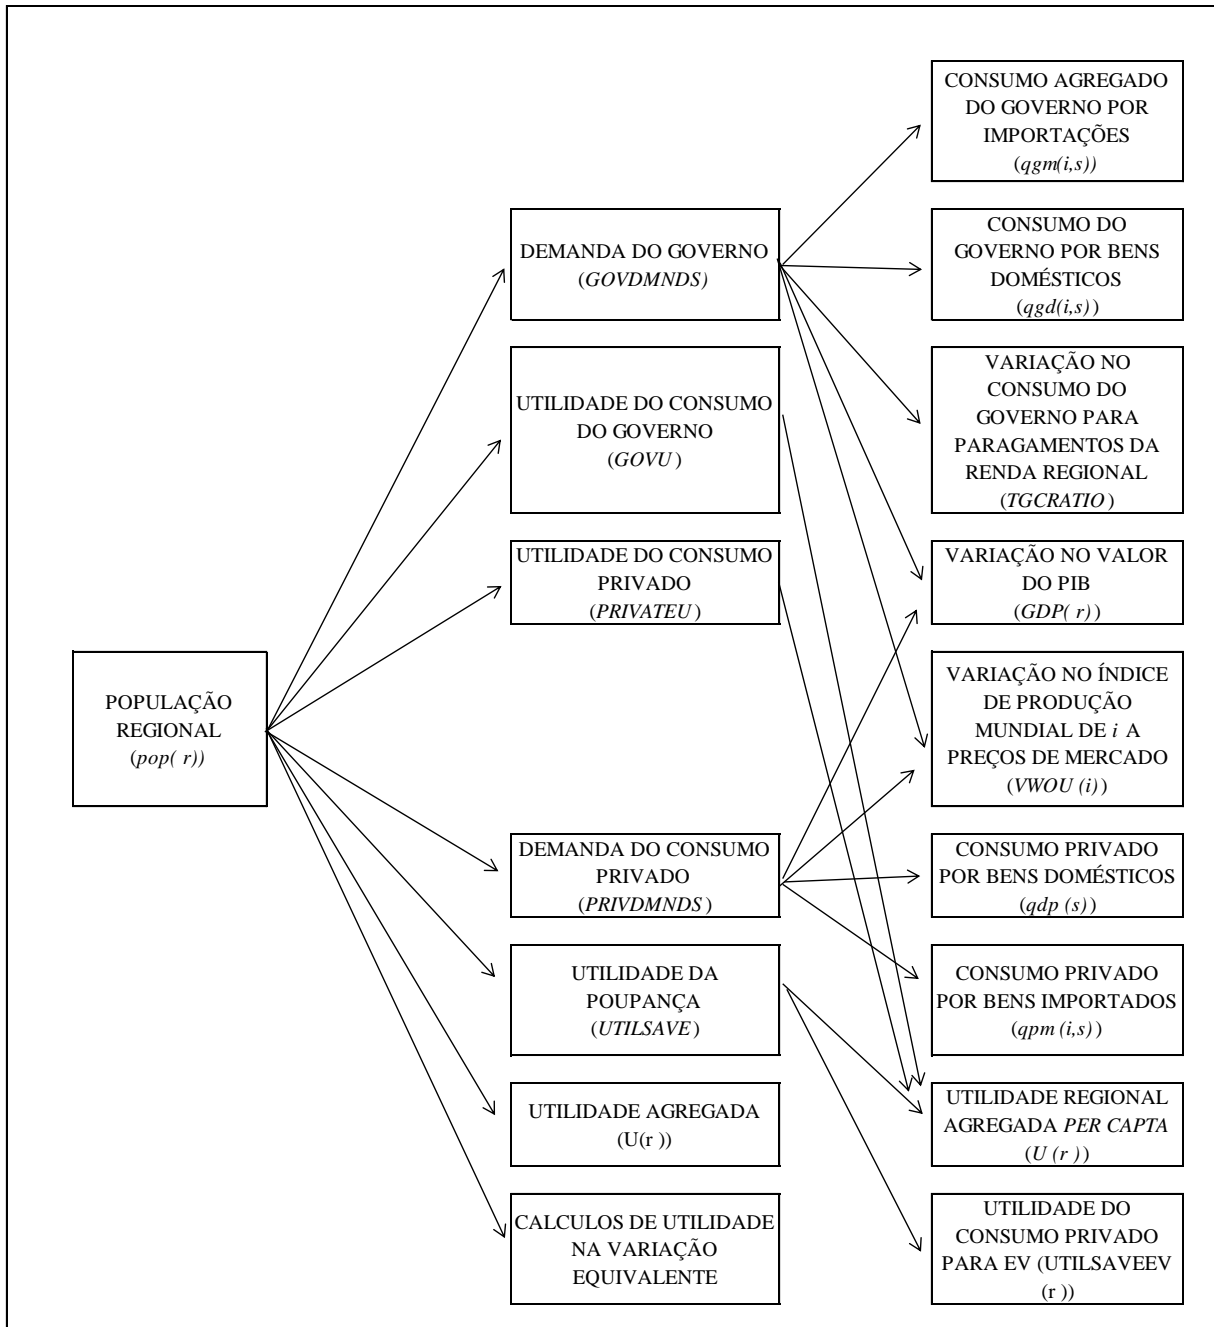 POPULAÇÃO
REGIONAL
(pop( r))
DEMANDA DO GOVERNO
(GOVDMNDS)
UTILIDADE DO CONSUMO
DO GOVERNO
(GOVU )
UTILIDADE DO CONSUMO
PRIVADO
(PRIVATEU )
DEMANDA DO CONSUMO
PRIVADO
(PRIVDMNDS )
UTILIDADE DA
POUPANÇA
(UTILSAVE )
UTILIDADE AGREGADA
(U(r ))
CALCULOS DE UTILIDADE
NA VARIAÇÃO
EQUIVALENTE
CONSUMO AGREGADO
DO GOVERNO POR
IMPORTAÇÕES
(qgm(i,s))
CONSUMO DO
GOVERNO POR BENS
DOMÉSTICOS
(qgd(i,s) )
VARIAÇÃO NO
CONSUMO DO
GOVERNO PARA
PARAGAMENTOS DA
RENDA REGIONAL
(TGCRATIO )
VARIAÇÃO NO VALOR
DO PIB
(GDP( r) )
VARIAÇÃO NO ÍNDICE
DE PRODUÇÃO
MUNDIAL DE i A
PREÇOS DE MERCADO
(VWOU (i) )
CONSUMO PRIVADO
POR BENS DOMÉSTICOS
(qdp (s) )
CONSUMO PRIVADO
POR BENS IMPORTADOS
(qpm (i,s) )
UTILIDADE REGIONAL
AGREGADA PER CAPTA
(U (r ) )
UTILIDADE DO
CONSUMO PRIVADO
PARA EV (UTILSAVEEV
(r ))